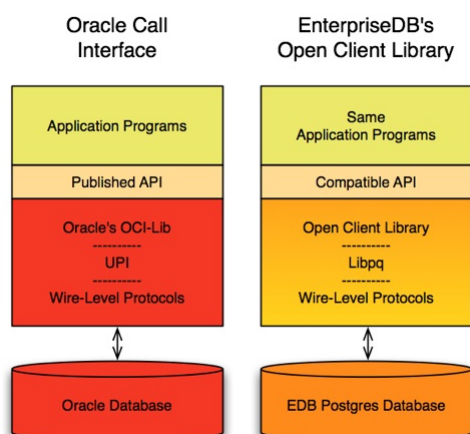 Oracle Call
Interface
Application Programs
Published API
Oracle's OCI-Lib
----------
UPI
----------
Wire-Level Protocols
Oracle Database
EnterpriseDB's
Open Client Library
Same
Application Programs
Compatible API
Open Client Library
----------
Libpq
----------
Wire-Level Protocols
EDB Postgres Database